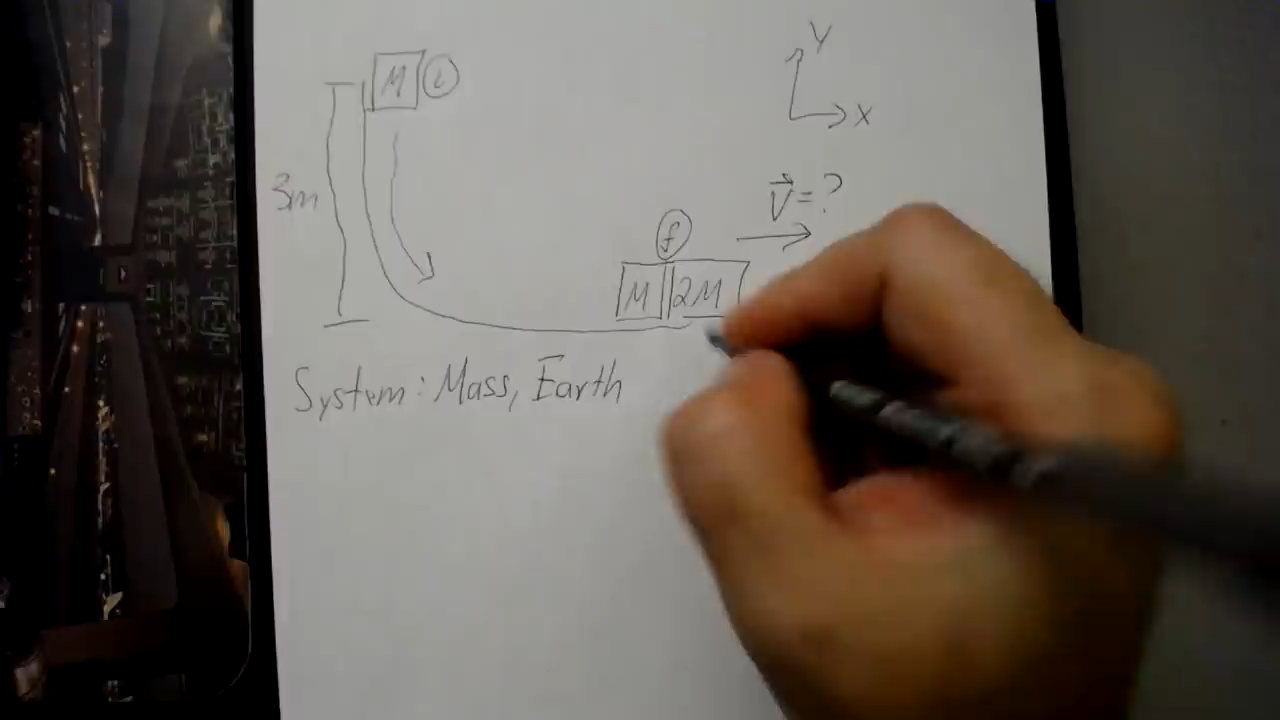 Y
M i
X
3m
V = ?
f
M 2M
System: Mass, Earth